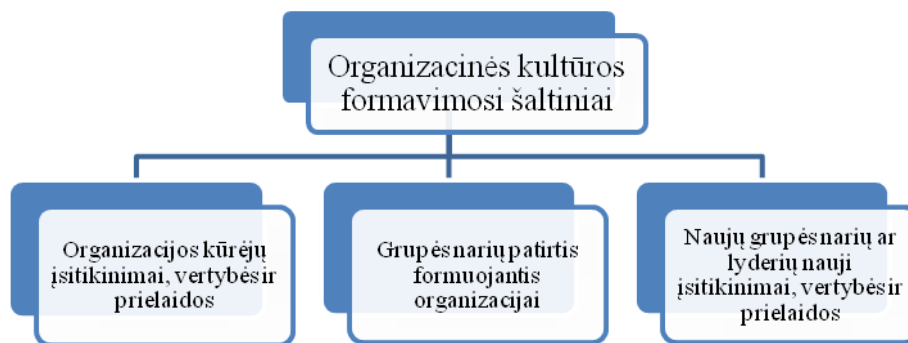 Organizacinės kultūros
formavimosi šaltiniai
Organizacijos kūrėjų
įsitikinimai, vertybės ir
prielaidos
Grupės narių patirtis
formuojantis
organizacijai
Naujų grupės narių ar
lyderių nauji
įsitikinimai, vertybės ir
prielaidos